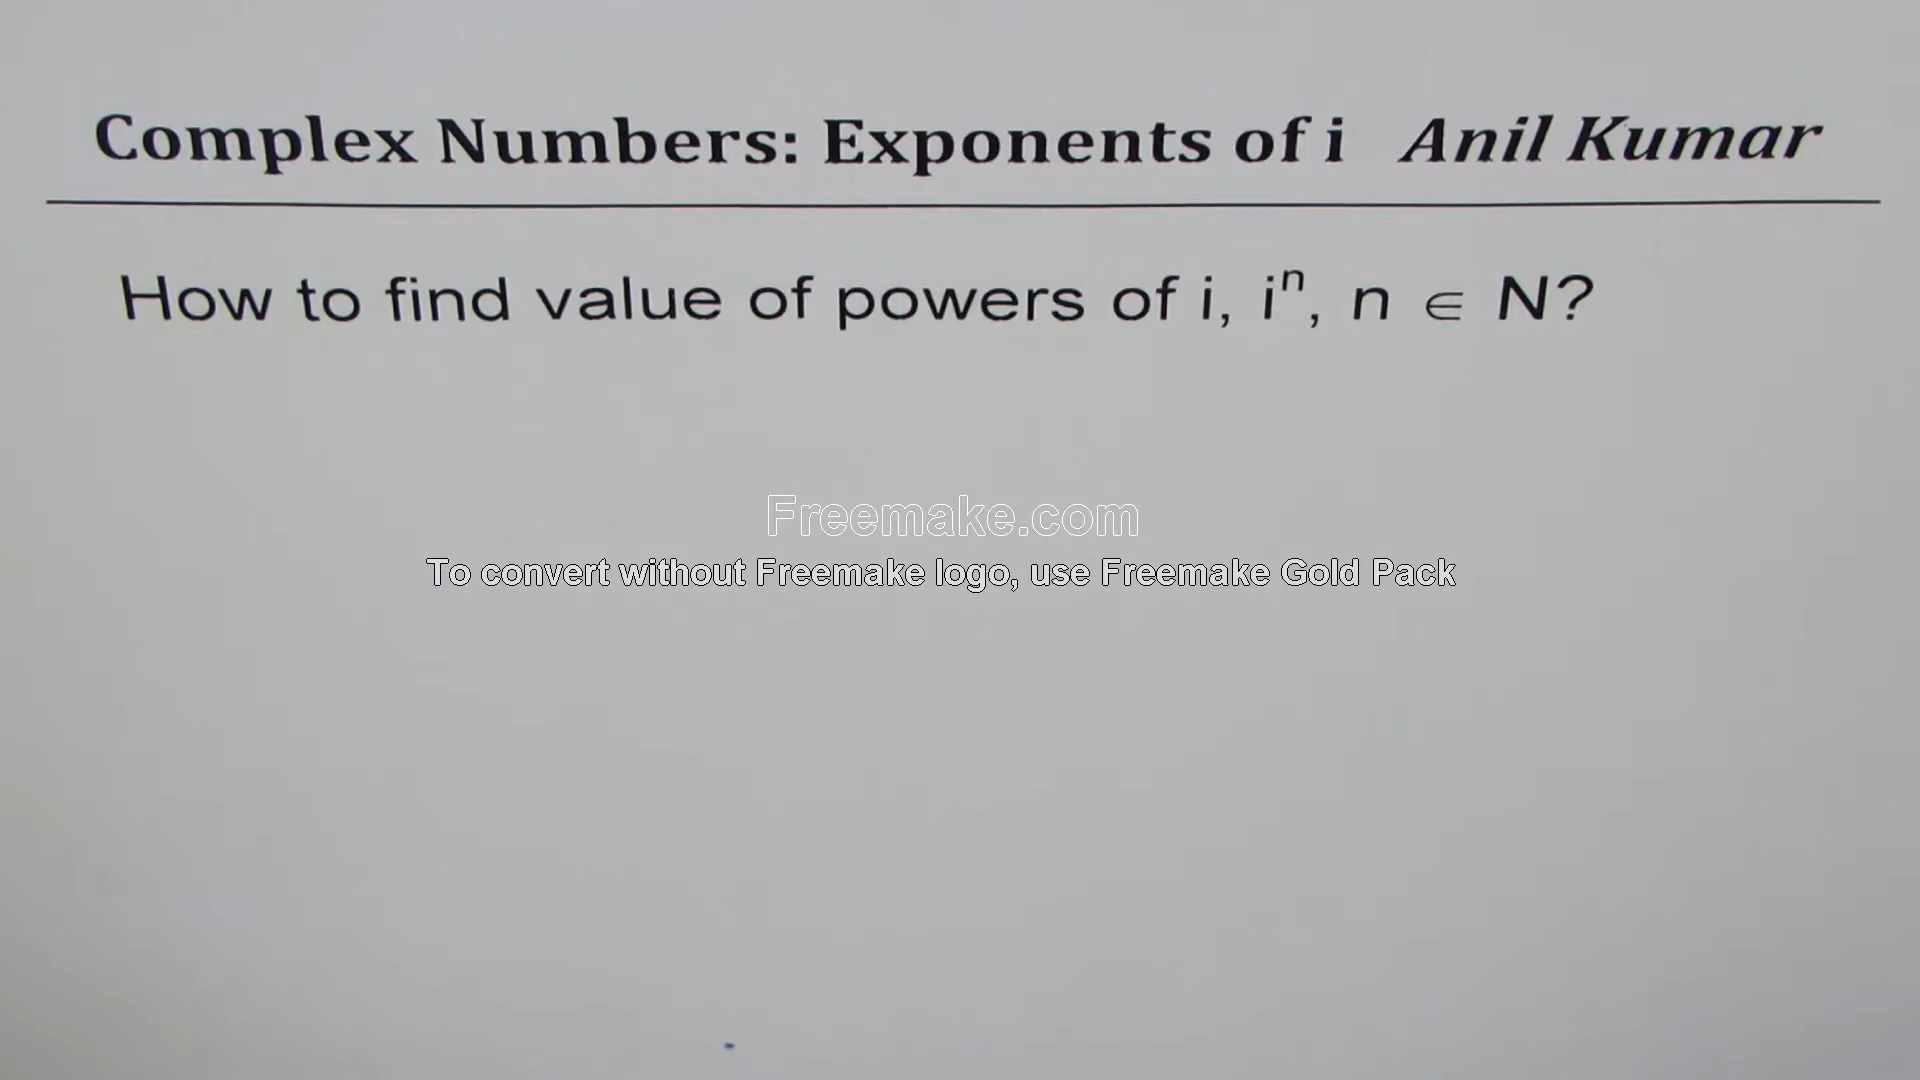 Complex Numbers: Exponents of i Anil Kumar
How to find value of powers of i, iⁿ, n ∈ N?
Freemake.com
To convert without Freemake logo, use Freemake Gold Pack